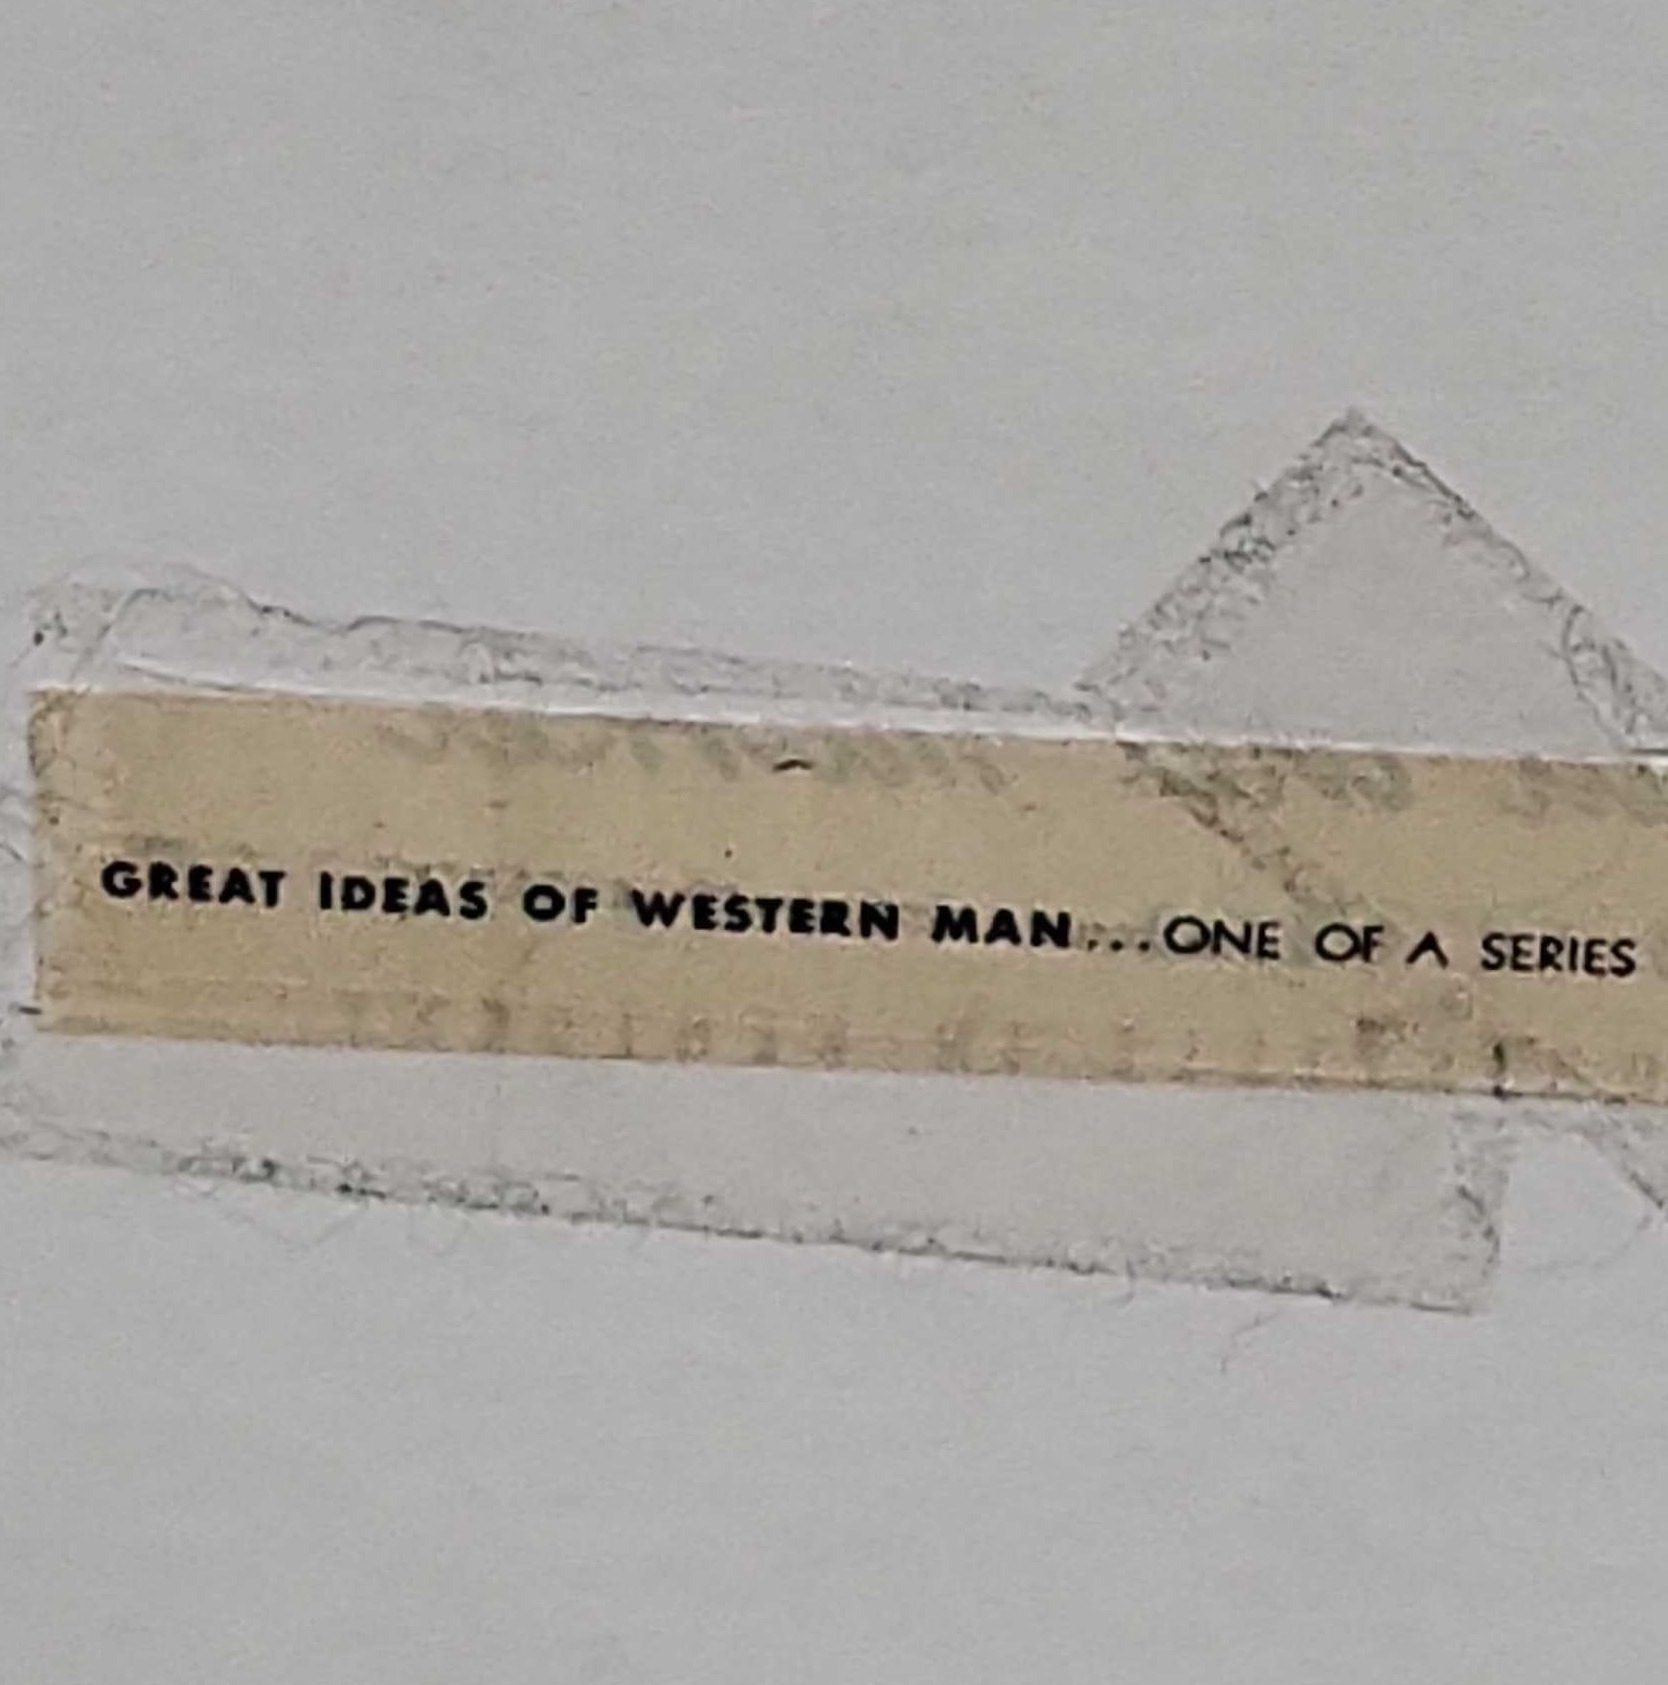 GREAT IDEAS OF WESTERN MAN...ONE OF A SERIES